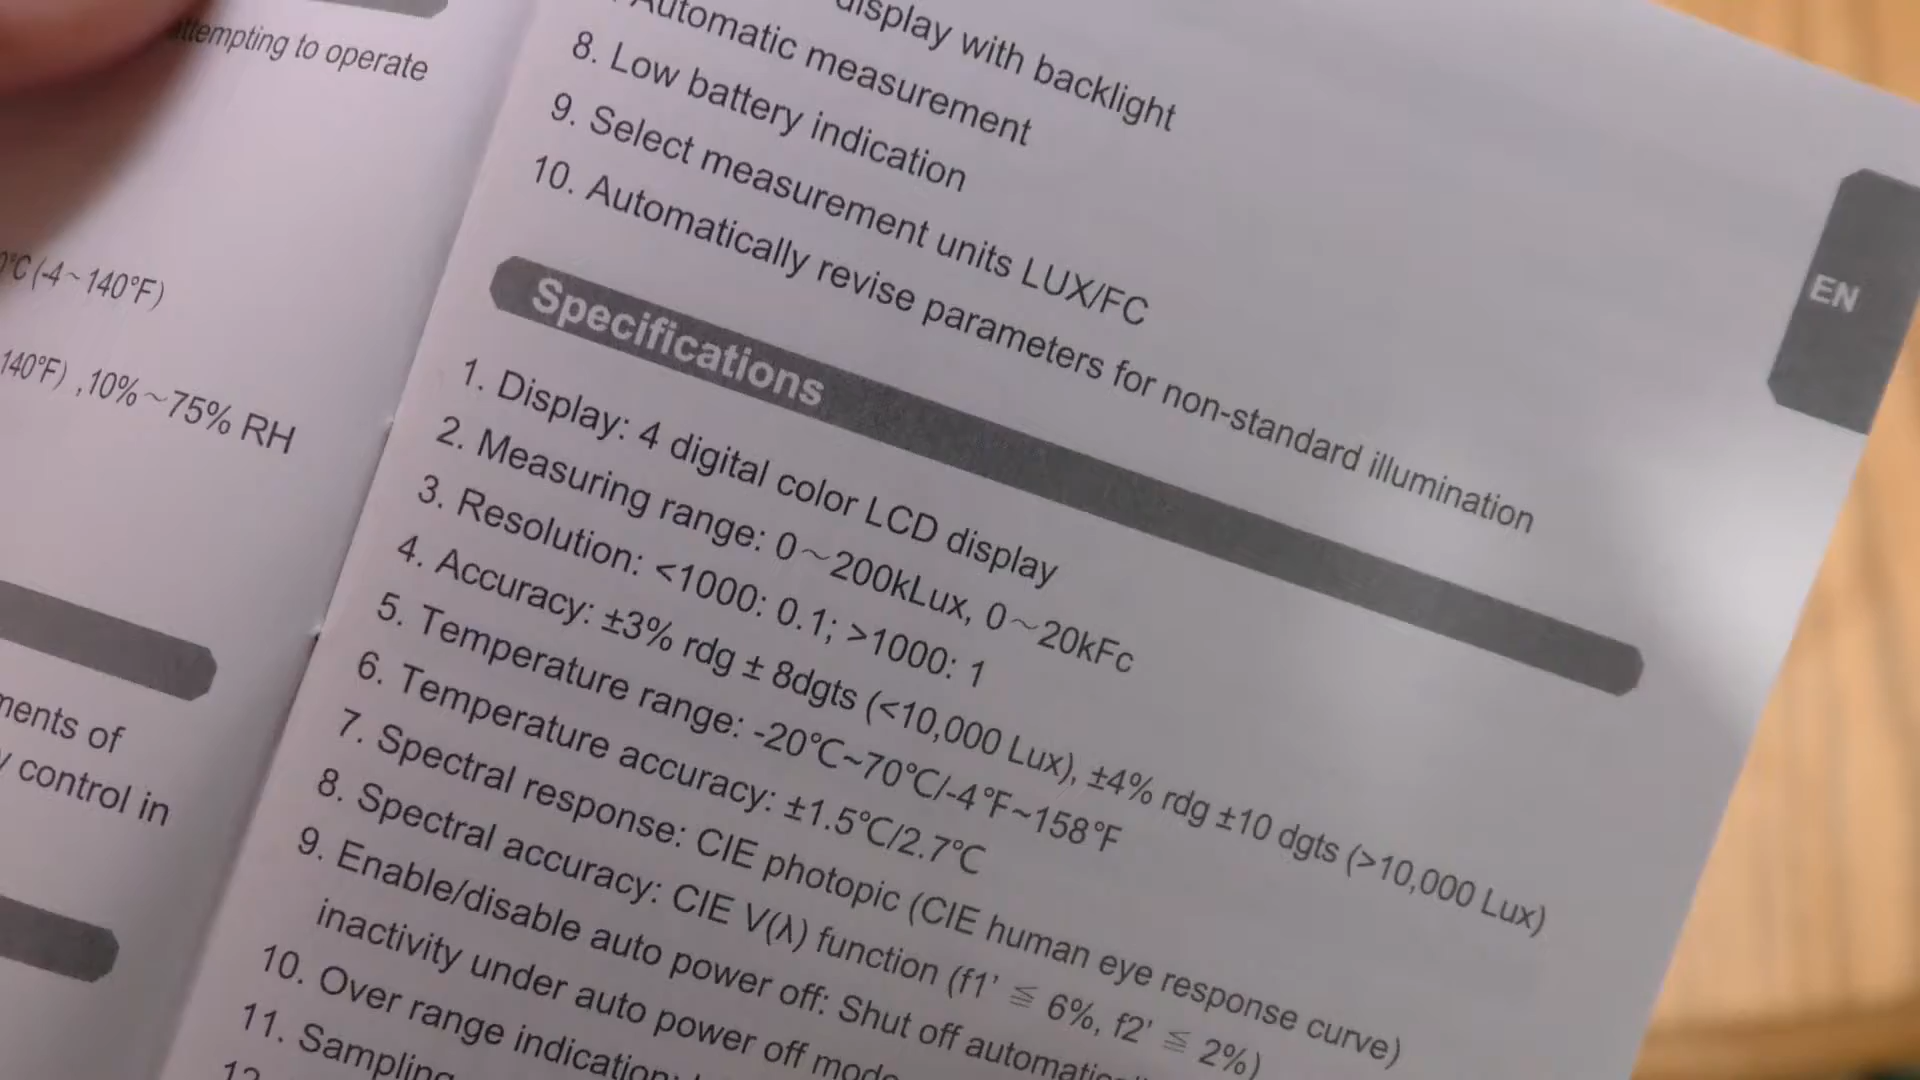 attempting to operate
°C (-4~140°F)
140°F) ,10%~75% RH
ments of
control in
display with backlight
Automatic measurement
8. Low battery indication
9. Select measurement units LUX/FC
10. Automatically revise parameters for non-standard illumination
EN
Specifications
1. Display: 4 digital color LCD display
2. Measuring range: 0~200kLux, 0~20kFc
3. Resolution: <1000: 0.1; >1000: 1
4. Accuracy: ±3% rdg ± 8dgts (<10,000 Lux), ±4% rdg ±10 dgts (>10,000 Lux)
5. Temperature range: -20℃~70℃/-4℉~158℉
6. Temperature accuracy: ±1.5℃/2.7℃
7. Spectral response: CIE photopic (CIE human eye response curve)
8. Spectral accuracy: CIE V(λ) function (f1' ≦ 6%, f2' ≦ 2%)
9. Enable/disable auto power off: Shut off automatic
inactivity under auto power off mode
10. Over range indication:
11. Sampling
12